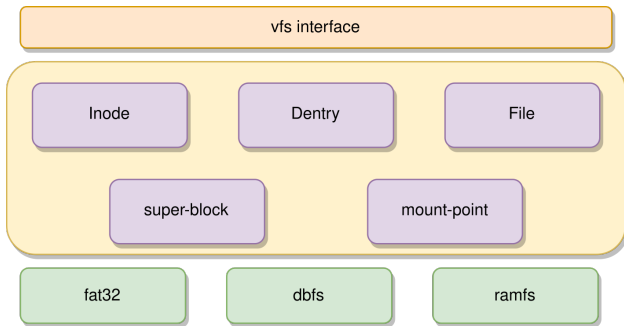 vfs interface
Inode
Dentry
File
super-block
mount-point
fat32
dbfs
ramfs